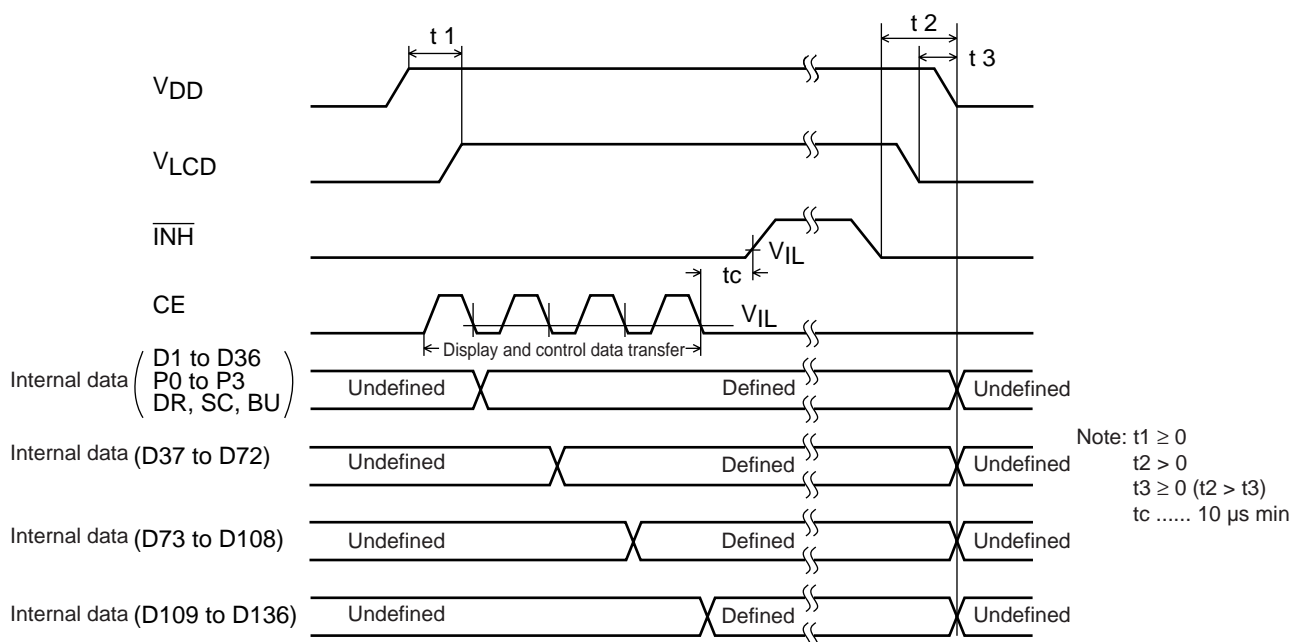 t 1
t 2
t 3
VDD
VLCD
INH
VIL
tc
CE
VIL
Display and control data transfer
Internal data
D1 to D36
P0 to P3
DR, SC, BU
Undefined
Defined
Undefined
Internal data (D37 to D72)
Undefined
Defined
Undefined
Internal data (D73 to D108)
Undefined
Defined
Undefined
Internal data (D109 to D136)
Undefined
Defined
Undefined
Note: t1 ≥ 0
t2 > 0
t3 ≥ 0 (t2 > t3)
tc ...... 10 µs min